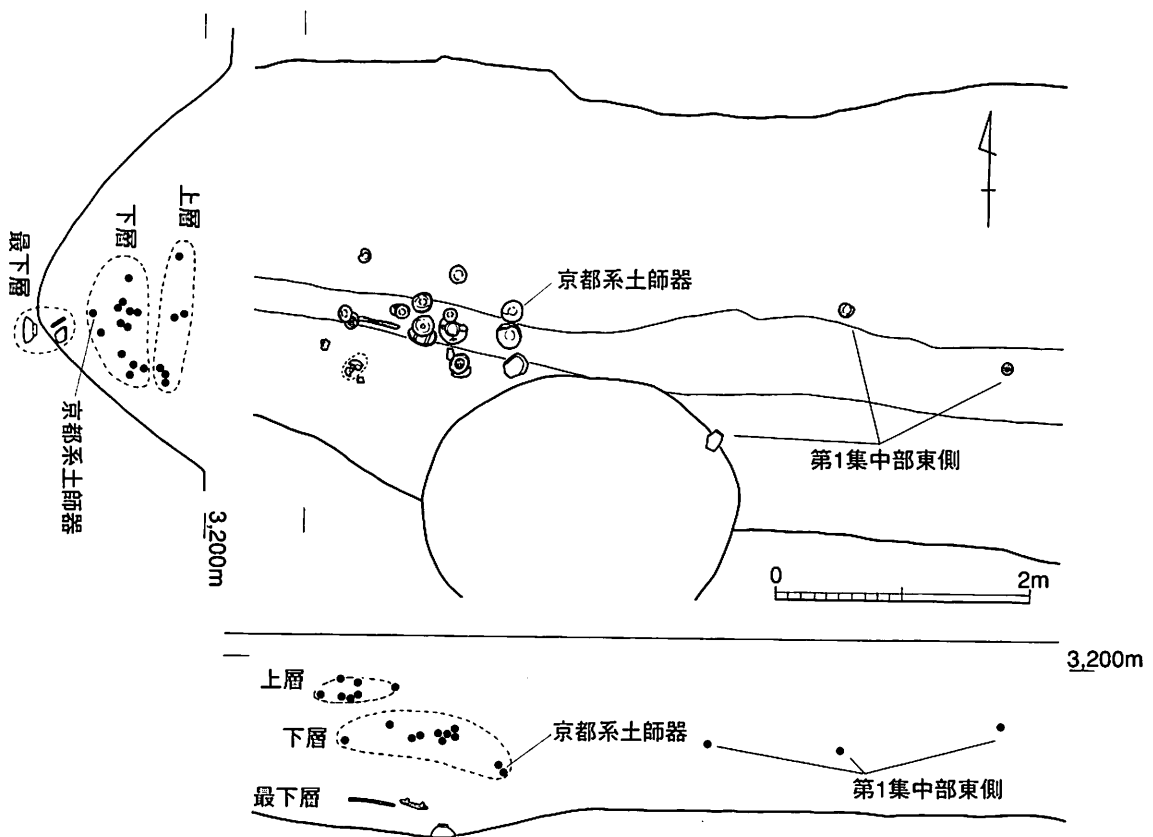 上層
下層
最下層
京都系土師器
3,200m
京都系土師器
第1集中部東側
0 2m
3,200m
上層
下層
京都系土師器
最下層
第1集中部東側